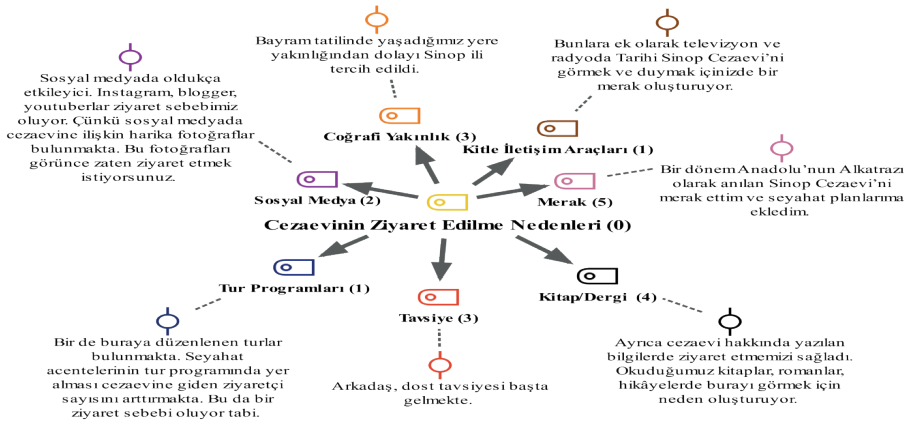 Bayram tatilinde yaşadığımız yere
yakınlığından dolayı Sinop ili
tercih edildi.
Bunlara ek olarak televizyon ve
radyoda Tarihi Sinop Cezaevi’ni
görmek ve duymak içinizde bir
merak oluşturuyor.
Sosyal medyada oldukça
etkileyici. Instagram, blogger,
youtuberlar ziyaret sebebimiz
oluyor. Çünkü sosyal medyada
cezaevine ilişkin harika fotoğraflar
bulunmakta. Bu fotoğrafları
görünce zaten ziyaret etmek
istiyorsunuz.
Coğrafi Yakınlık (3)
Kitle İletişim Araçları (1)
Bir dönem Anadolu’nun Alkatrazı
olarak anılan Sinop Cezaevi’ni
merak ettim ve seyahat planlarıma
ekledim.
Sosyal Medya (2)
Merak (5)
Cezaevinin Ziyaret Edilme Nedenleri (0)
Tur Programları (1)
Tavsiye (3)
Kitap/Dergi (4)
Bir de buraya düzenlenen turlar
bulunmakta. Seyahat
acentelerinin tur programında yer
alması cezaevine giden ziyaretçi
sayısını arttırmakta. Bu da bir
ziyaret sebebi oluyor tabi.
Arkadaş, dost tavsiyesi başta
gelmekte.
Ayrıca cezaevi hakkında yazılan
bilgilerde ziyaret etmemizi sağladı.
Okuduğumuz kitaplar, romanlar,
hikâyelerde burayı görmek için
neden oluşturuyor.